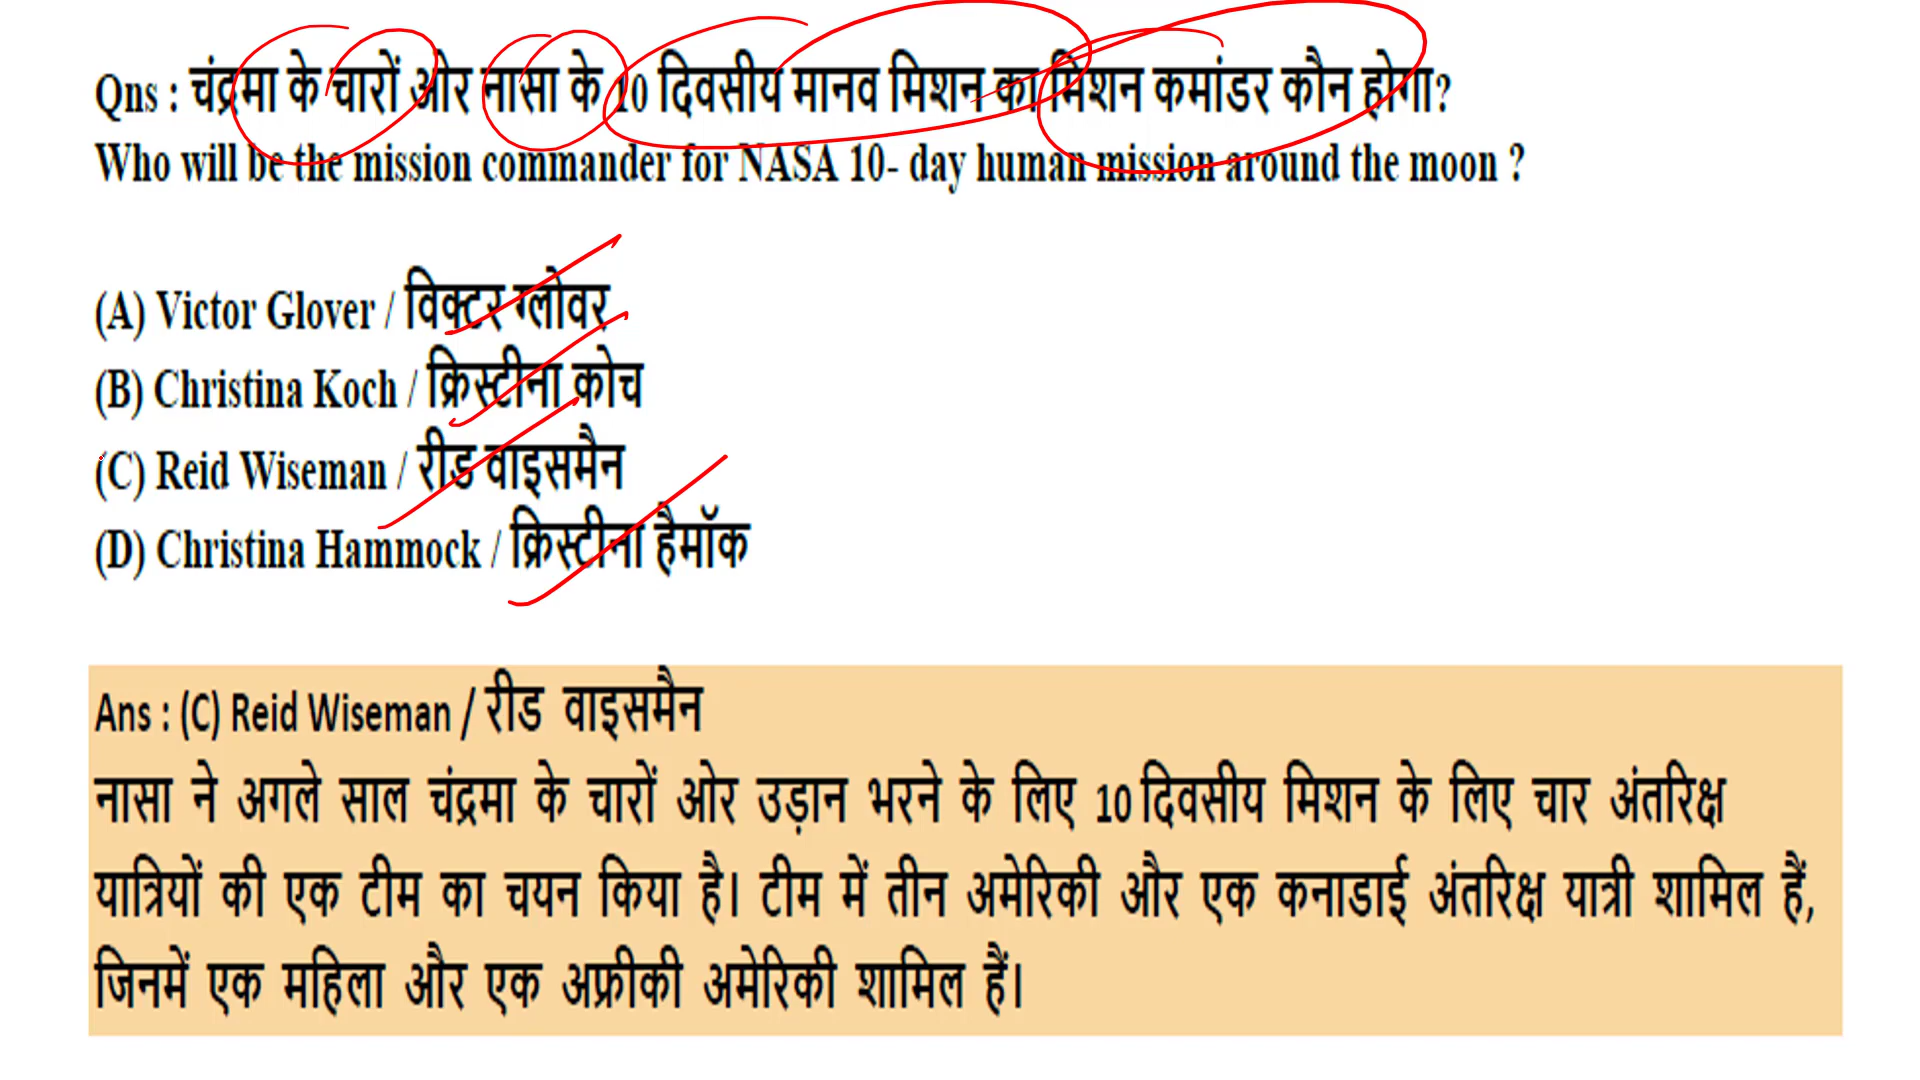 Qns : चंद्रमा के चारों ओर नासा के 10 दिवसीय मानव मिशन का मिशन कमांडर कौन होगा?
Who will be the mission commander for NASA 10- day human mission around the moon ?
(A) Victor Glover / विक्टर ग्लोवर
(B) Christina Koch / क्रिस्टीना कोच
(C) Reid Wiseman / रीड वाइसमैन
(D) Christina Hammock / क्रिस्टीना हैमॉक
Ans : (C) Reid Wiseman / रीड वाइसमैन
नासा ने अगले साल चंद्रमा के चारों ओर उड़ान भरने के लिए 10 दिवसीय मिशन के लिए चार अंतरिक्ष
यात्रियों की एक टीम का चयन किया है। टीम में तीन अमेरिकी और एक कनाडाई अंतरिक्ष यात्री शामिल हैं,
जिनमें एक महिला और एक अफ्रीकी अमेरिकी शामिल हैं।